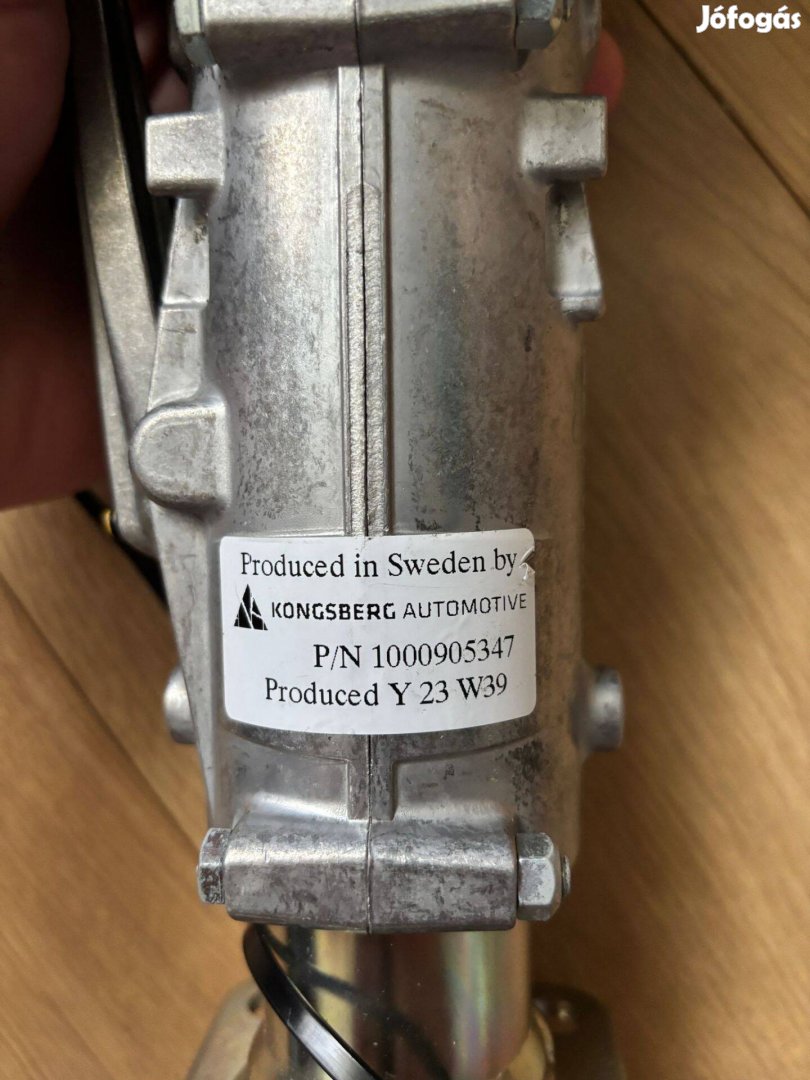 Jófogás
Produced in Sweden by
KONGSBERG AUTOMOTIVE
P/N 1000905347
Produced Y 23 W39